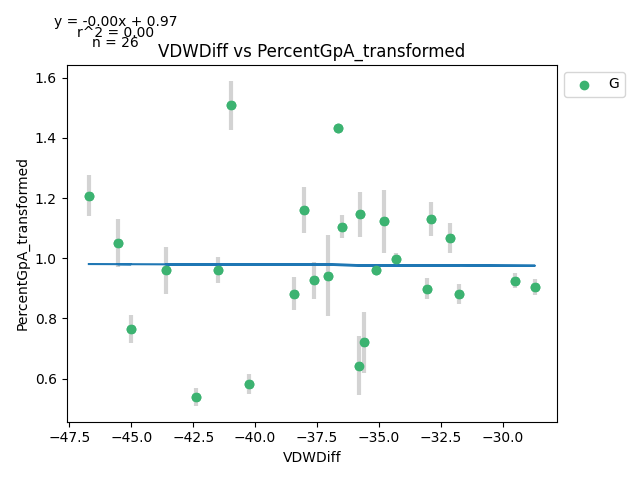 y = -0.00x + 0.97
r^2 = 0.00
n = 26
VDWDiff vs PercentGpA_transformed
G
PercentGpA_transformed
1.6
1.4
1.2
1.0
0.8
0.6
−47.5 −45.0 −42.5 −40.0 −37.5 −35.0 −32.5 −30.0
VDWDiff